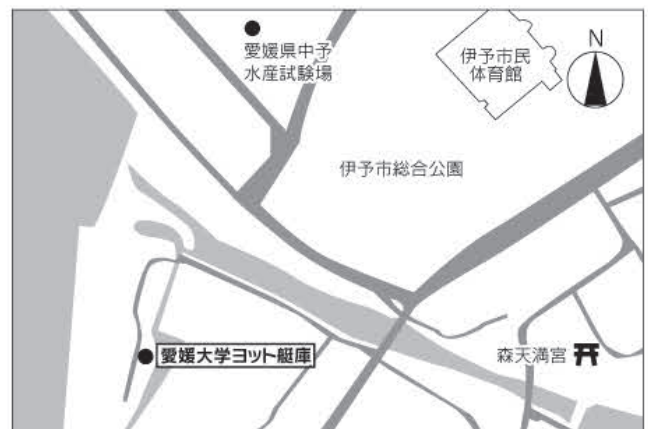 愛媛県中予
水産試験場
伊予市民
体育館
N
伊予市総合公園
愛媛大学ヨット艇庫
森天満宮